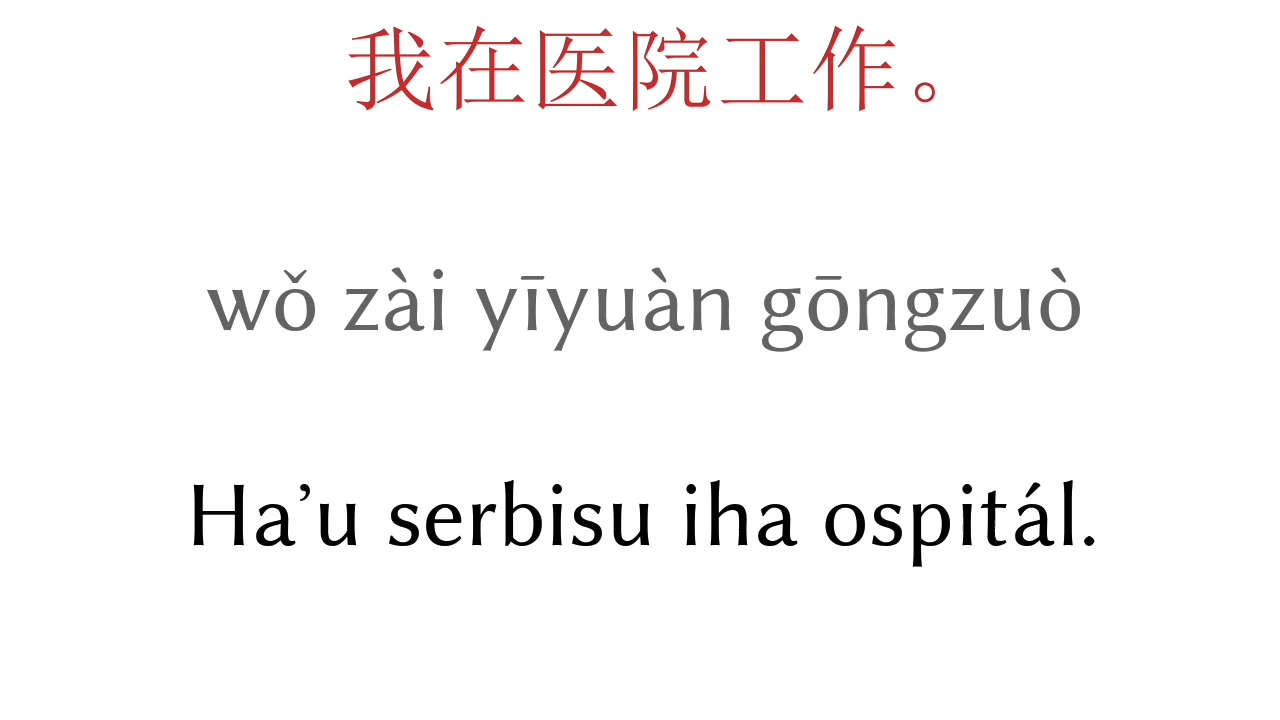 我在医院工作。
wǒ zài yīyuàn gōngzuò
Ha’u serbisu iha ospitál.